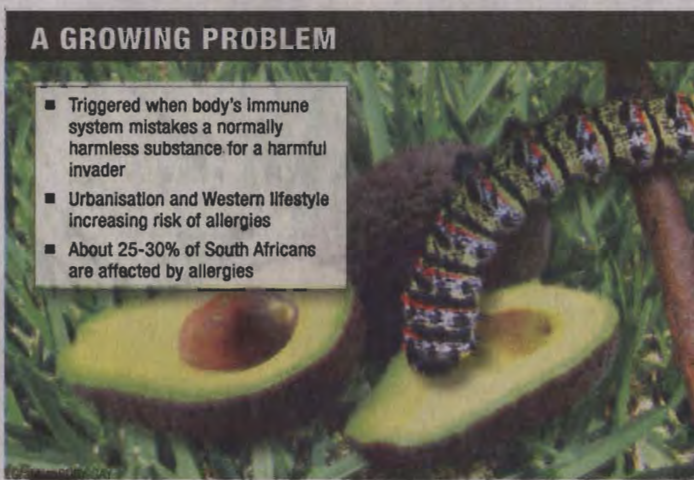 A GROWING PROBLEM
■ Triggered when body's immune
system mistakes a normally
harmless substance for a harmful
invader
■ Urbanisation and Western lifestyle
increasing risk of allergies
■ About 25-30% of South Africans
are affected by allergies